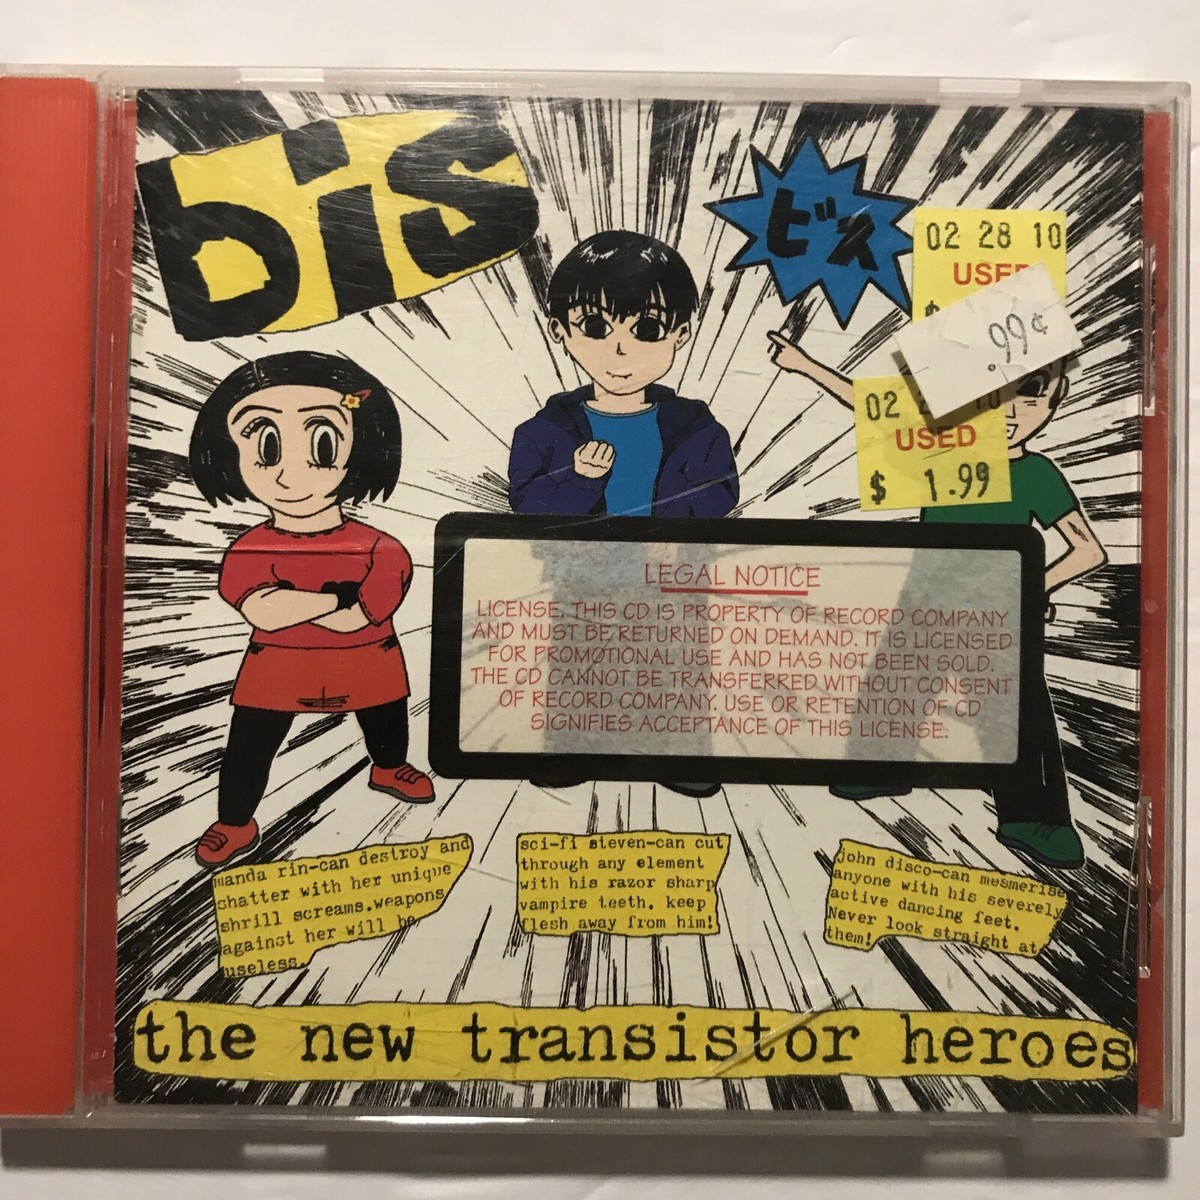 bis
ビス
02 28 10
USED
$
.99¢
02 2 10
USED
$ 1.99
LEGAL NOTICE
LICENSE. THIS CD IS PROPERTY OF RECORD COMPANY
AND MUST BE RETURNED ON DEMAND. IT IS LICENSED
FOR PROMOTIONAL USE AND HAS NOT BEEN SOLD.
THE CD CANNOT BE TRANSFERRED WITHOUT CONSENT
OF RECORD COMPANY. USE OR RETENTION OF CD
SIGNIFIES ACCEPTANCE OF THIS LICENSE.
manda rin-can destroy and
shatter with her unique
shrill screams.weapons
against her will be
useless.
sci-fi steven-can cut
through any element
with his razor sharp
vampire teeth. keep
flesh away from him!
john disco-can mesmerise
anyone with his severely
active dancing feet.
Never look straight at
them!
the new transistor heroes